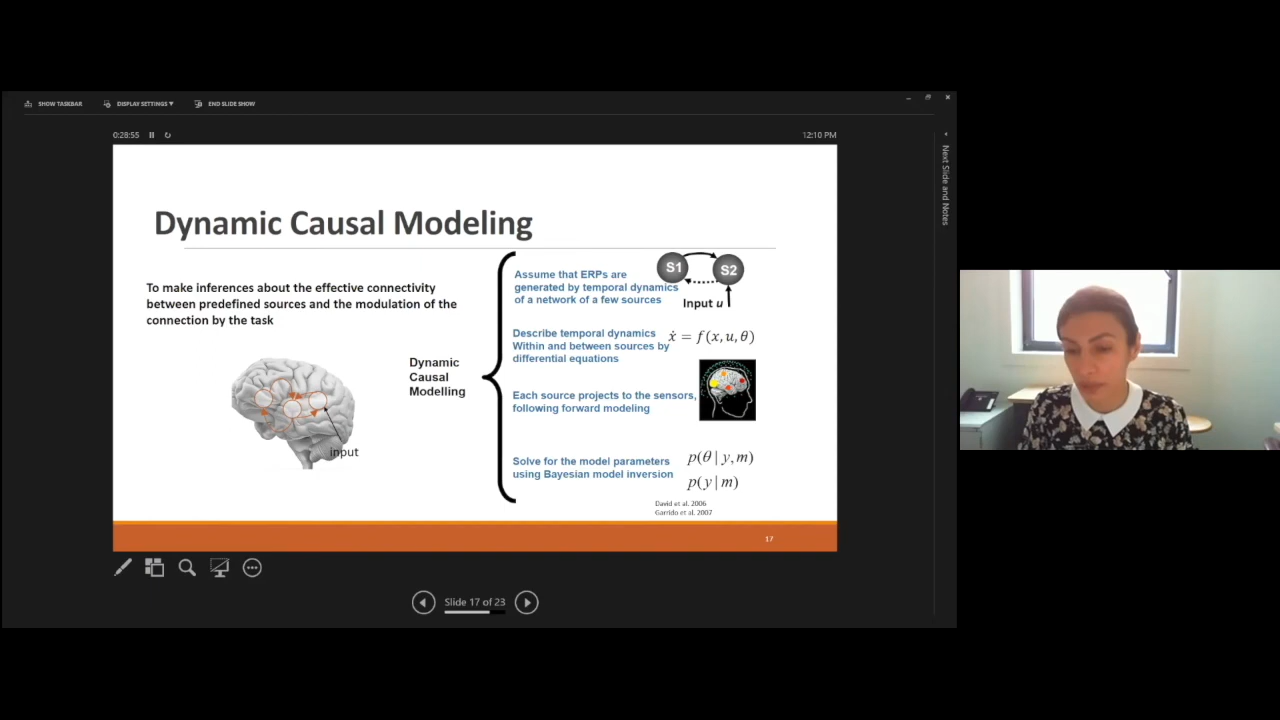 SHOW TASKBAR
DISPLAY SETTINGS ▼
END SLIDE SHOW
0:28:55
12:10 PM
Next Slide and Notes
Dynamic Causal Modeling
To make inferences about the effective connectivity
between predefined sources and the modulation of the
connection by the task
input
Dynamic
Causal
Modelling
Assume that ERPs are
generated by temporal dynamics
of a network of a few sources
S1
S2
Input u
Describe temporal dynamics
Within and between sources by
differential equations
ẋ = f(x,u,θ)
Each source projects to the sensors,
following forward modeling
Solve for the model parameters
using Bayesian model inversion
p(θ | y,m)
p(y | m)
David et al. 2006
Garrido et al. 2007
17
Slide 17 of 23